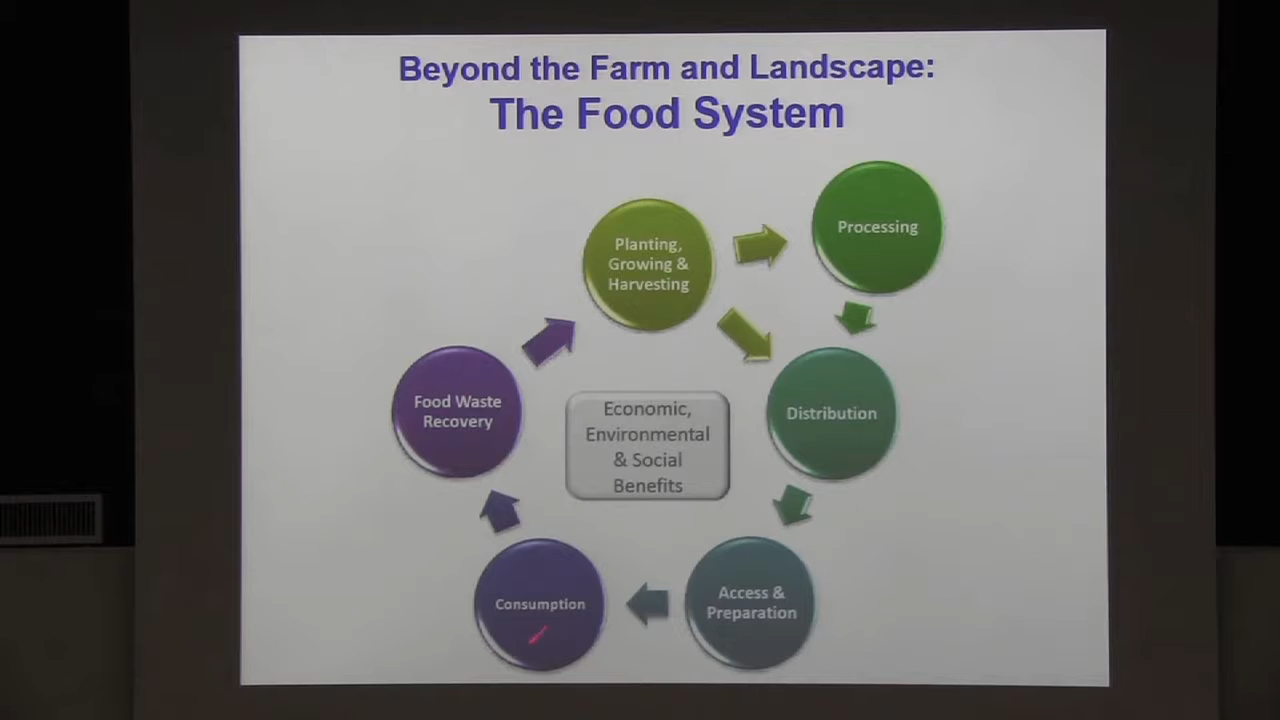 Beyond the Farm and Landscape:
The Food System
Processing
Planting,
Growing &
Harvesting
Food Waste
Recovery
Economic,
Environmental
& Social
Benefits
Distribution
Consumption
Access &
Preparation